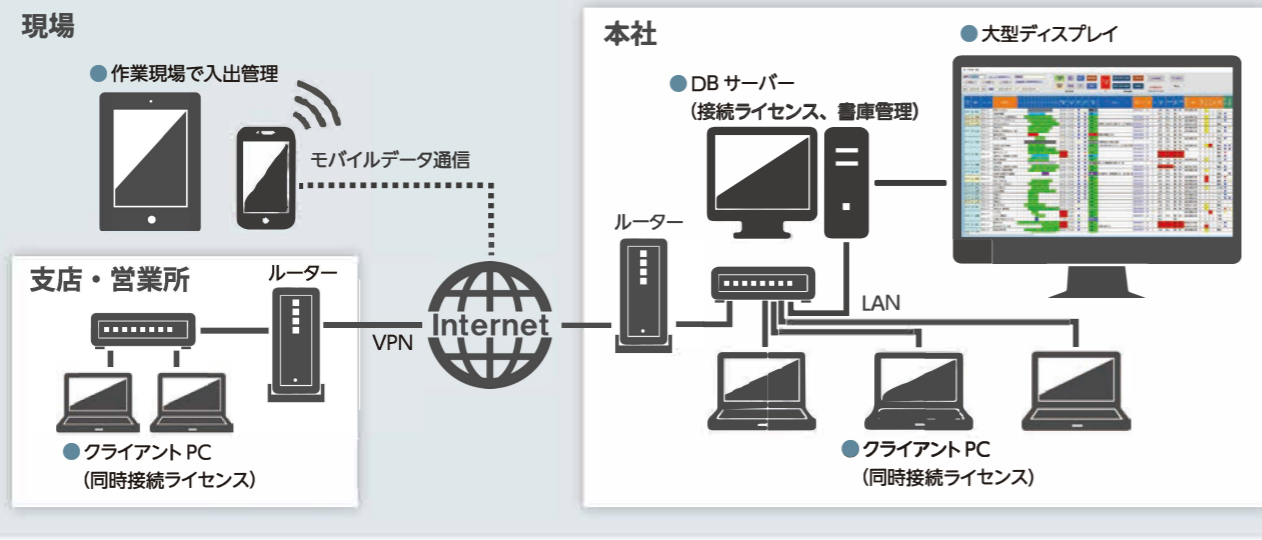 現場
● 作業現場で入出管理
モバイルデータ通信
支店・営業所
ルーター
VPN
Internet
● クライアント PC
(同時接続ライセンス)
本社
● DB サーバー
(接続ライセンス、書庫管理)
● 大型ディスプレイ
ルーター
LAN
● クライアント PC
(同時接続ライセンス)